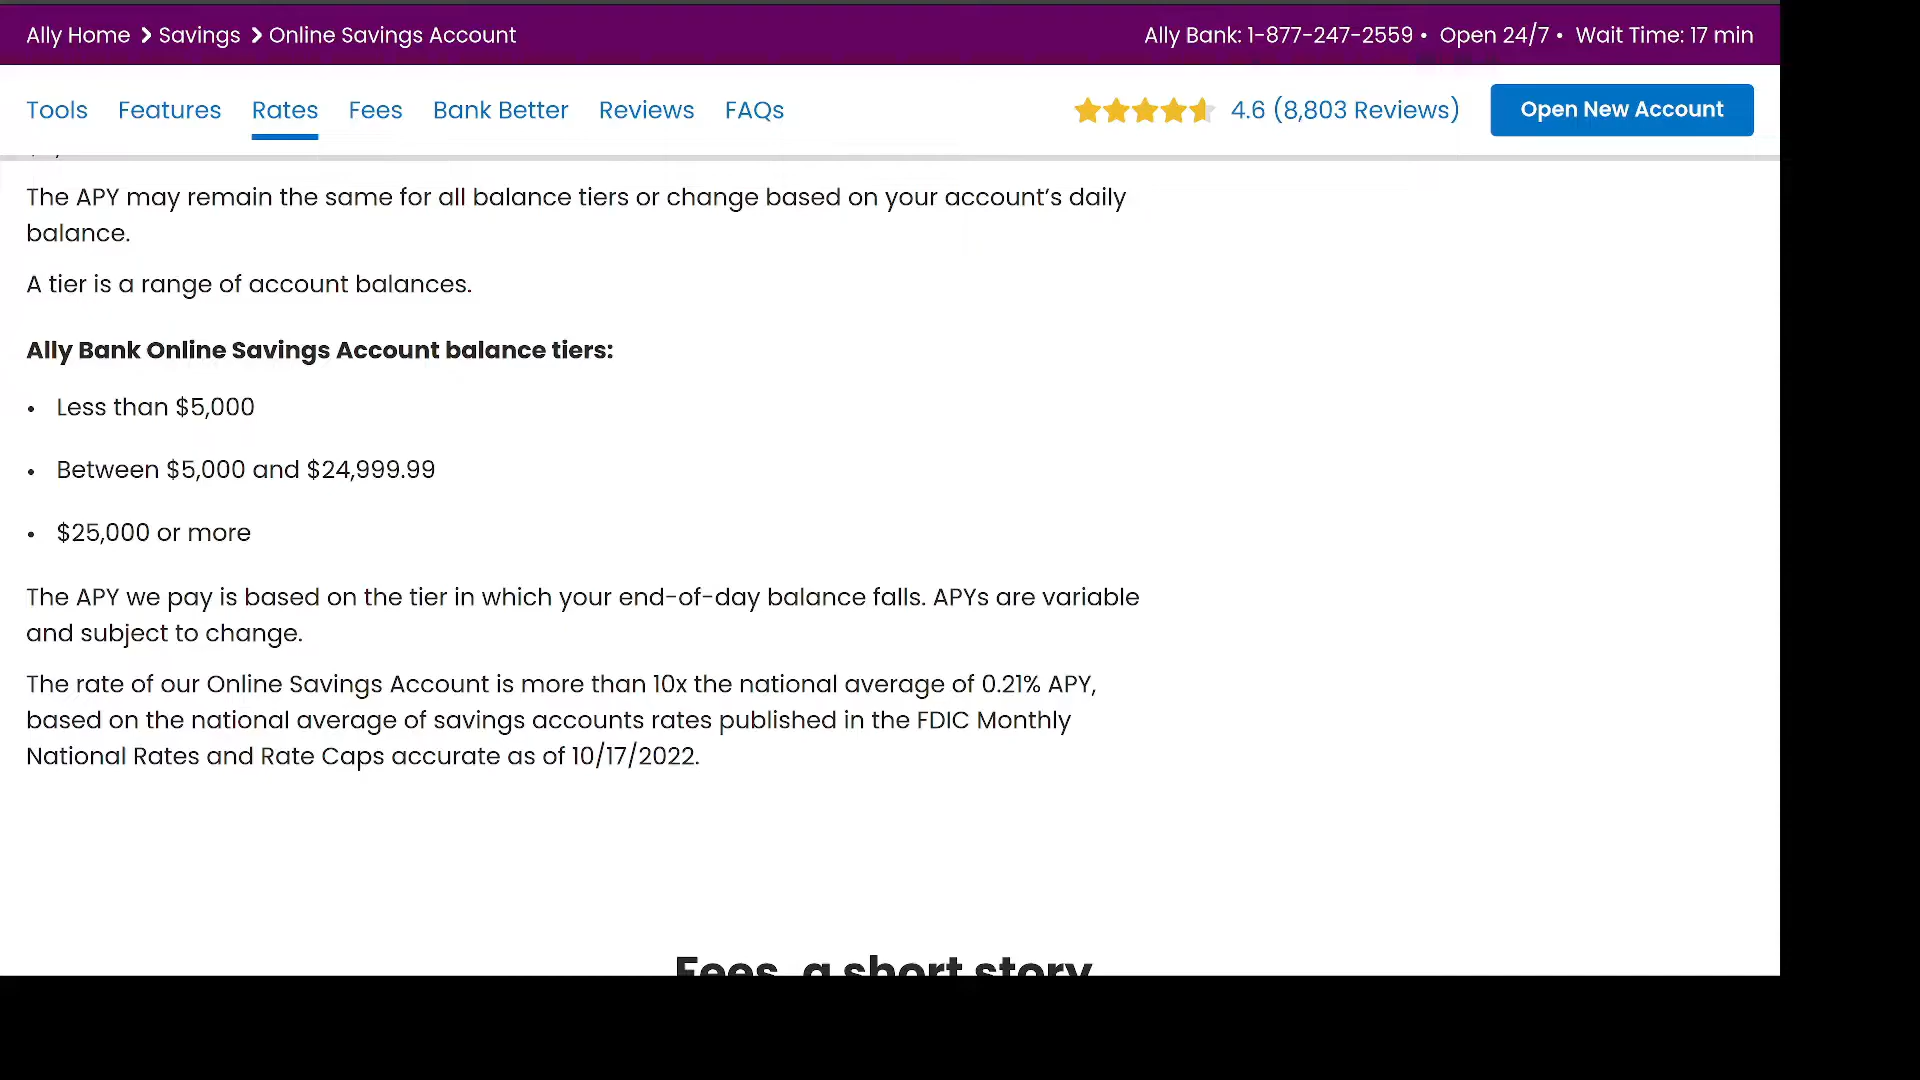 Ally Home > Savings > Online Savings Account
Ally Bank: 1-877-247-2559 • Open 24/7 • Wait Time: 17 min
Tools Features Rates Fees Bank Better Reviews FAQs
4.6 (8,803 Reviews)
Open New Account
The APY may remain the same for all balance tiers or change based on your account’s daily
balance.
A tier is a range of account balances.
Ally Bank Online Savings Account balance tiers:
• Less than $5,000
• Between $5,000 and $24,999.99
• $25,000 or more
The APY we pay is based on the tier in which your end-of-day balance falls. APYs are variable
and subject to change.
The rate of our Online Savings Account is more than 10x the national average of 0.21% APY,
based on the national average of savings accounts rates published in the FDIC Monthly
National Rates and Rate Caps accurate as of 10/17/2022.
Fees, a short story